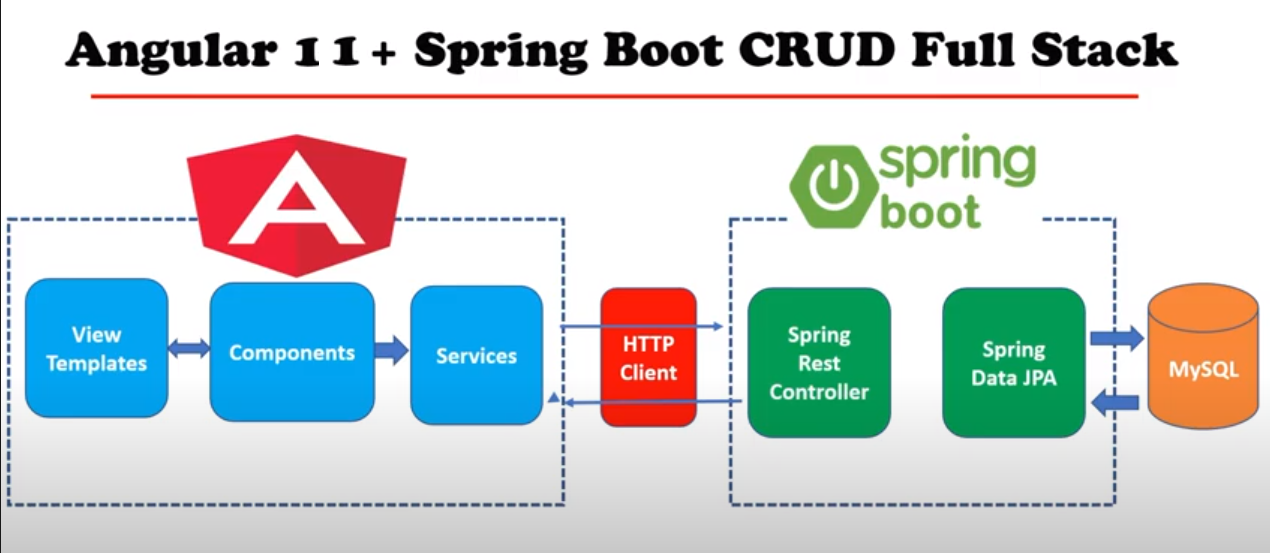 Angular 11+ Spring Boot CRUD Full Stack
spring
boot
View
Templates
Components
Services
HTTP
Client
Spring
Rest
Controller
Spring
Data JPA
MySQL